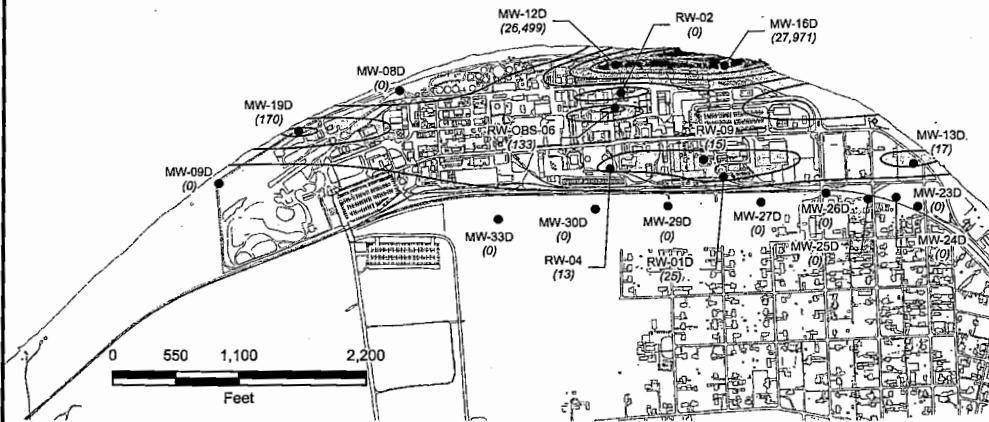 MW-12D
(26,499)
RW-02
(0)
MW-16D
(27,971)
MW-08D
(0)
MW-19D
(170)
RW-OBS-06
(133)
RW-09
(15)
MW-13D
(17)
MW-09D
(0)
MW-23D
(0)
MW-26D
(0)
MW-27D
(0)
MW-29D
(0)
MW-30D
(0)
MW-33D
(0)
MW-24D
(0)
MW-25D
(0)
RW-04
(13)
RW-01D
(25)
0 550 1,100 2,200
Feet